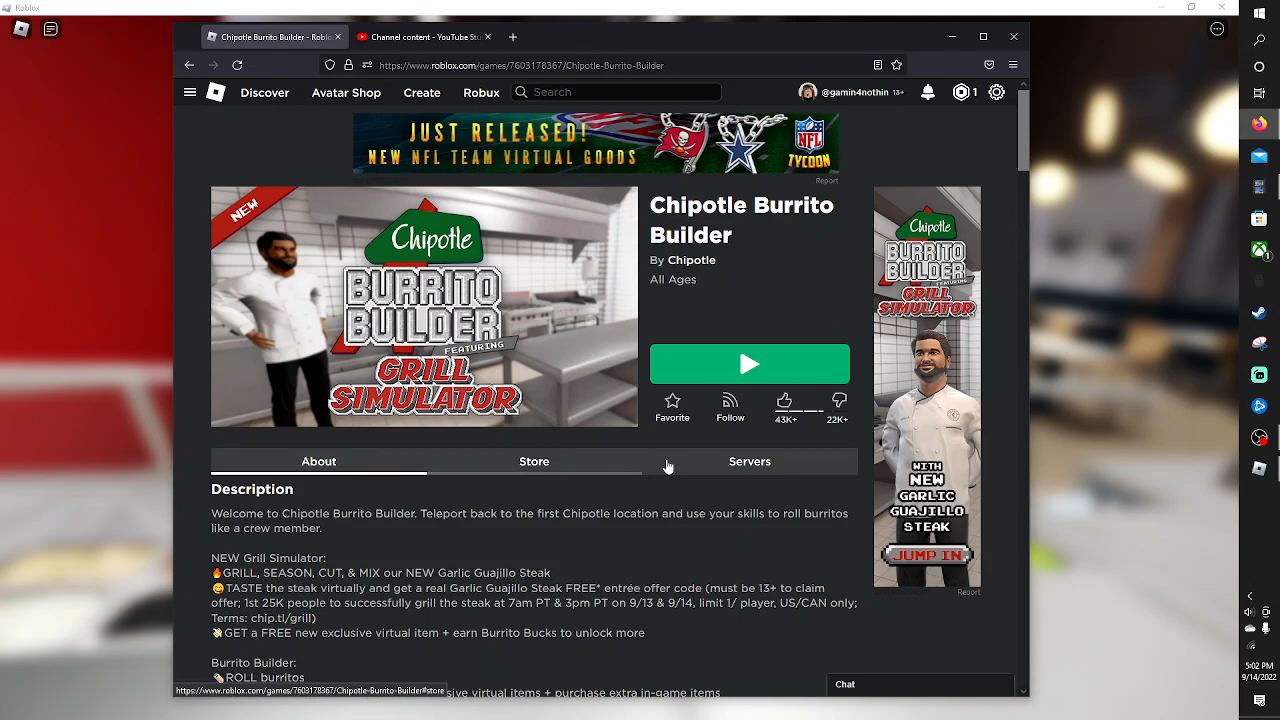 Roblox
Chipotle Burrito Builder - Roblo
Channel content - YouTube Stu
https://www.roblox.com/games/7603178367/Chipotle-Burrito-Builder
Discover
Avatar Shop
Create
Robux
Search
@gamin4nothin 13+
1
JUST RELEASED!
NEW NFL TEAM VIRTUAL GOODS
NFL
TYCOON
Report
NEW
Chipotle
BURRITO
BUILDER
FEATURING
GRILL
SIMULATOR
Chipotle Burrito
Builder
By Chipotle
All Ages
Favorite
Follow
43K+
22K+
Chipotle
BURRITO
BUILDER
FEATURING
GRILL
SIMULATOR
WITH
NEW
GARLIC
GUAJILLO
STEAK
JUMP IN
Report
About
Store
Servers
Description
Welcome to Chipotle Burrito Builder. Teleport back to the first Chipotle location and use your skills to roll burritos
like a crew member.
NEW Grill Simulator:
🔥GRILL, SEASON, CUT, & MIX our NEW Garlic Guajillo Steak
😋TASTE the steak virtually and get a real Garlic Guajillo Steak FREE* entrée offer code (must be 13+ to claim
offer; 1st 25K people to successfully grill the steak at 7am PT & 3pm PT on 9/13 & 9/14, limit 1/ player, US/CAN only;
Terms: chip.tl/grill)
💸GET a FREE new exclusive virtual item + earn Burrito Bucks to unlock more
Burrito Builder:
🌯ROLL burritos
sive virtual items + purchase extra in-game items
https://www.roblox.com/games/7603178367/Chipotle-Burrito-Builder#store
Chat
5:02 PM
9/14/2022